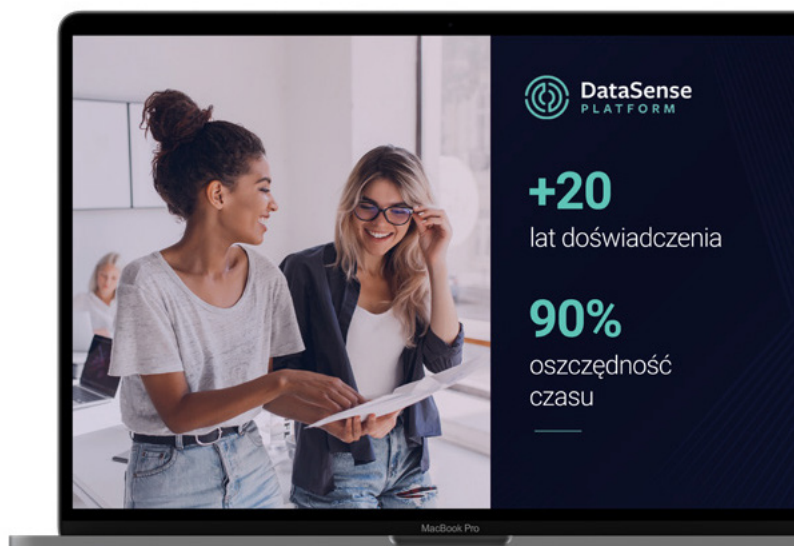 DataSense
PLATFORM
+20
lat doświadczenia
90%
oszczędność
czasu
MacBook Pro